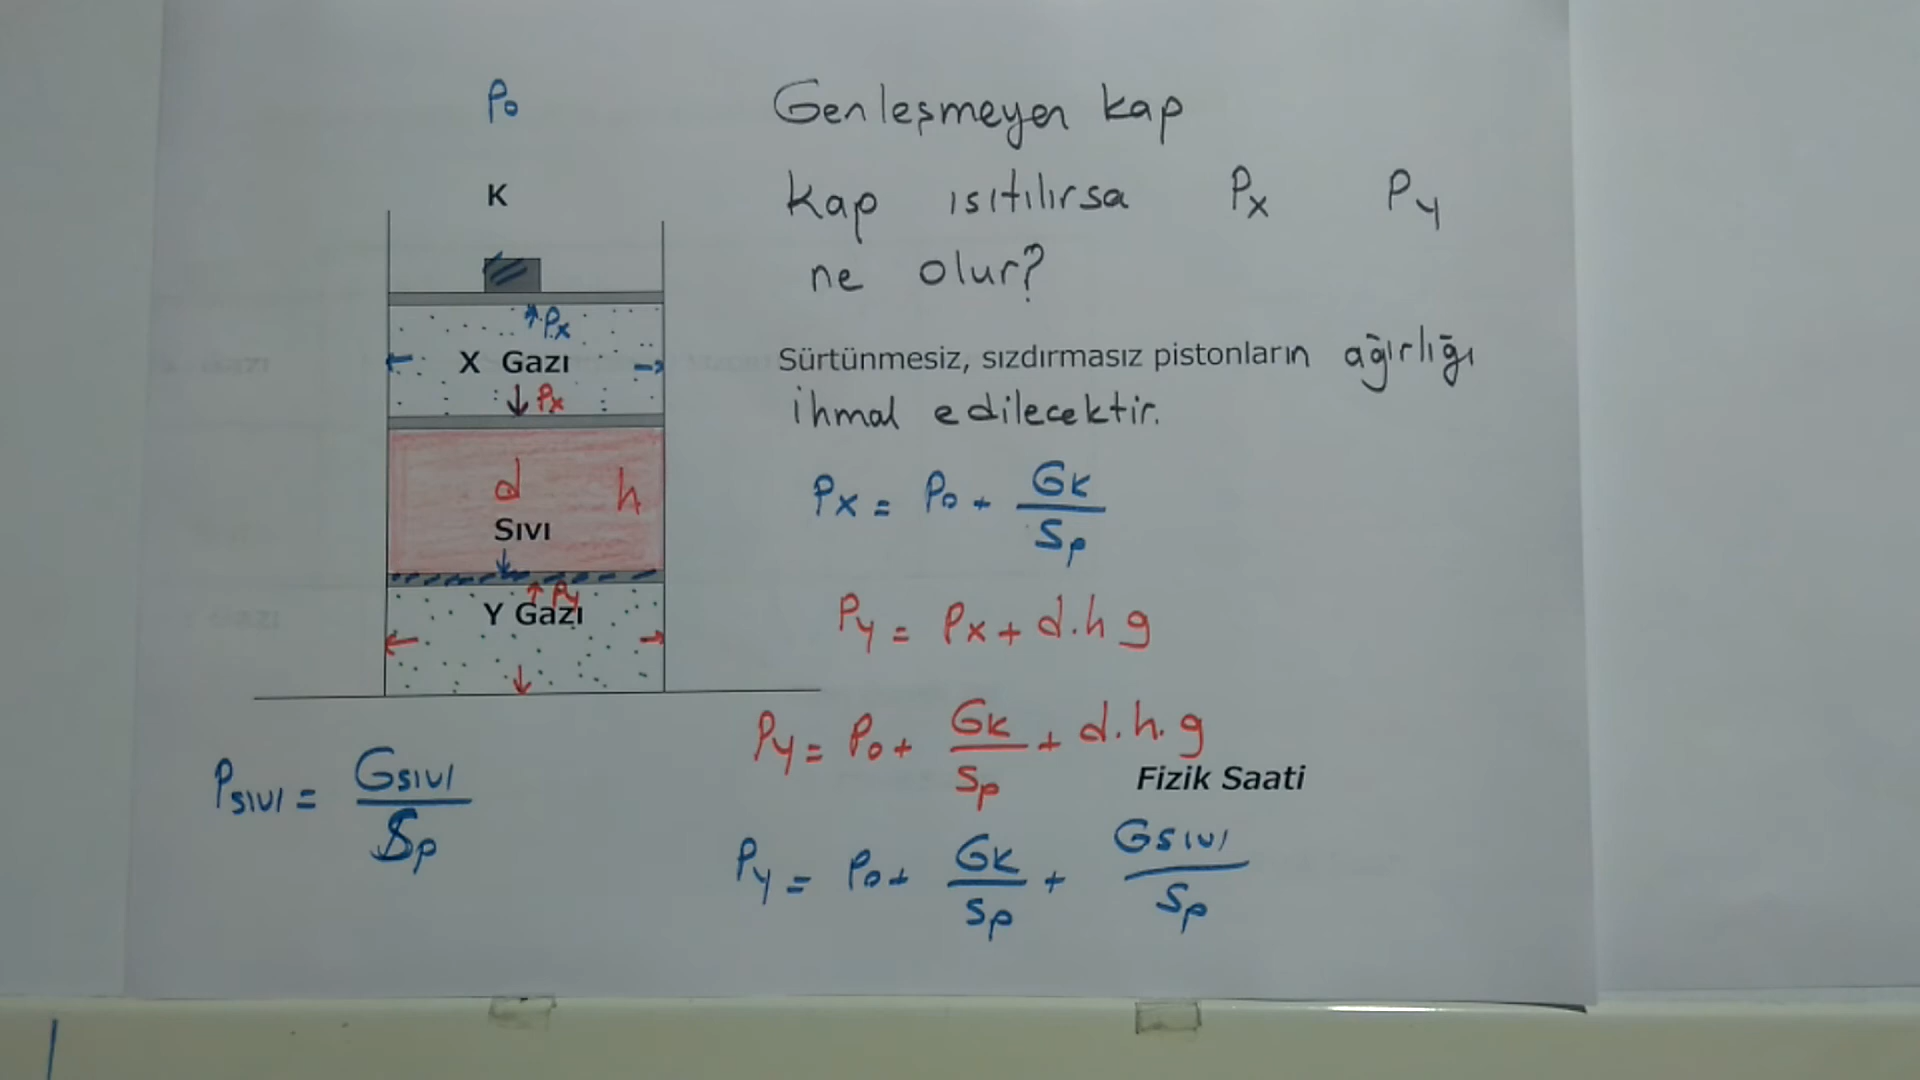 P₀
K
Px
X Gazı
Px
d h
Sıvı
Py
Y Gazı
Genleşmeyen kap
kap ısıtılırsa Px Py
ne olur?
Sürtünmesiz, sızdırmasız pistonların ağırlığı
ihmal edilecektir.
Px = P₀ + GK/Sp
Py = Px + d.h g
Py = P₀ + GK/Sp + d.h.g
Fizik Saati
Psıvı = Gsıvı/Sp
Py = P₀ + GK/Sp + Gsıvı/Sp